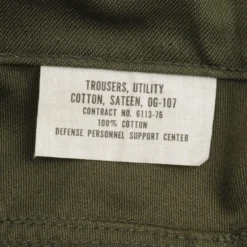 TROUSERS, UTILITY
COTTON, SATEEN, OG-107
CONTRACT NO. 6113-76
100% COTTON
DEFENSE PERSONNEL SUPPORT CENTER